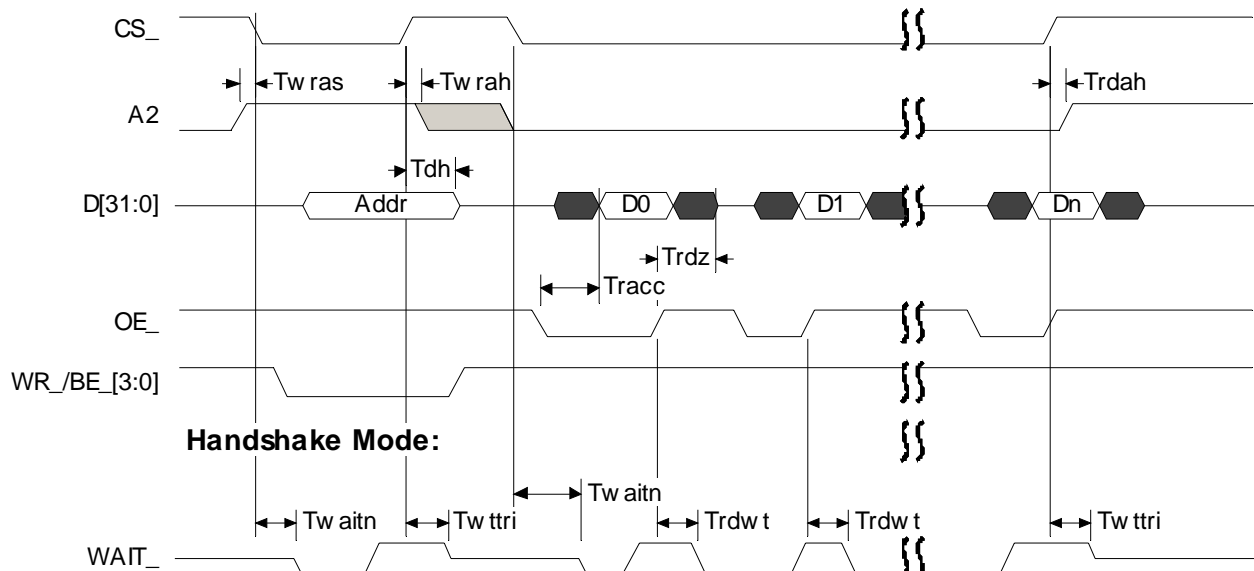 CS_
Tw ras
Tw rah
Trdah
A2
Tdh
D[31:0]
Addr
D0
D1
Dn
Trdz
Tracc
OE_
WR_/BE_[3:0]
Handshake Mode:
Tw aitn
Tw aitn
Tw ttri
Trdw t
Trdw t
Tw ttri
WAIT_